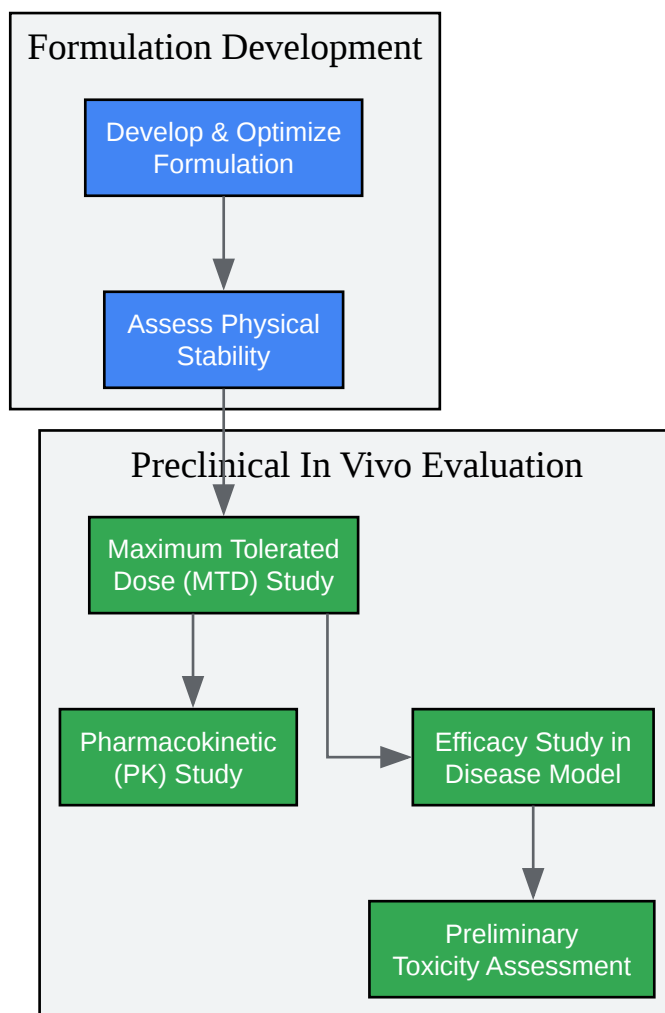 Formulation Development
Develop & Optimize
Formulation
Assess Physical
Stability
Preclinical In Vivo Evaluation
Maximum Tolerated
Dose (MTD) Study
Pharmacokinetic
(PK) Study
Efficacy Study in
Disease Model
Preliminary
Toxicity Assessment